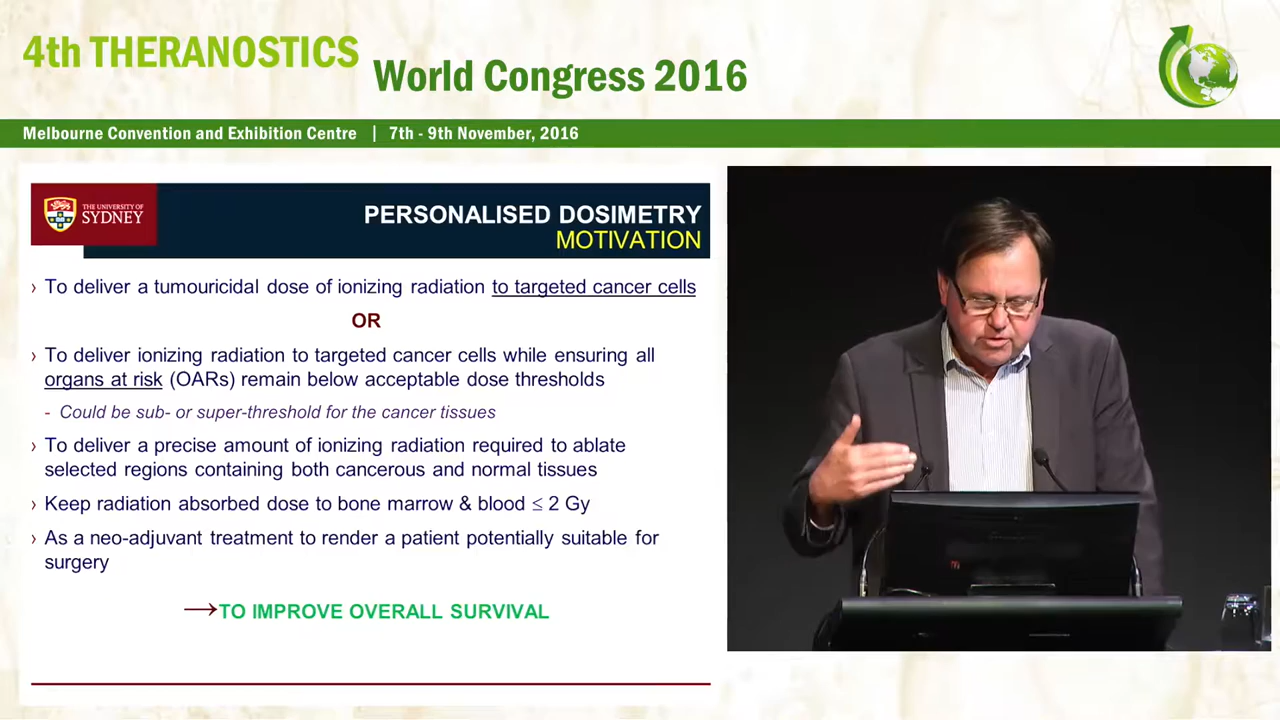 4th THERANOSTICS
World Congress 2016
Melbourne Convention and Exhibition Centre | 7th - 9th November, 2016
THE UNIVERSITY OF
SYDNEY
PERSONALISED DOSIMETRY
MOTIVATION
› To deliver a tumouricidal dose of ionizing radiation to targeted cancer cells
OR
› To deliver ionizing radiation to targeted cancer cells while ensuring all
organs at risk (OARs) remain below acceptable dose thresholds
- Could be sub- or super-threshold for the cancer tissues
› To deliver a precise amount of ionizing radiation required to ablate
selected regions containing both cancerous and normal tissues
› Keep radiation absorbed dose to bone marrow & blood ≤ 2 Gy
› As a neo-adjuvant treatment to render a patient potentially suitable for
surgery
→TO IMPROVE OVERALL SURVIVAL